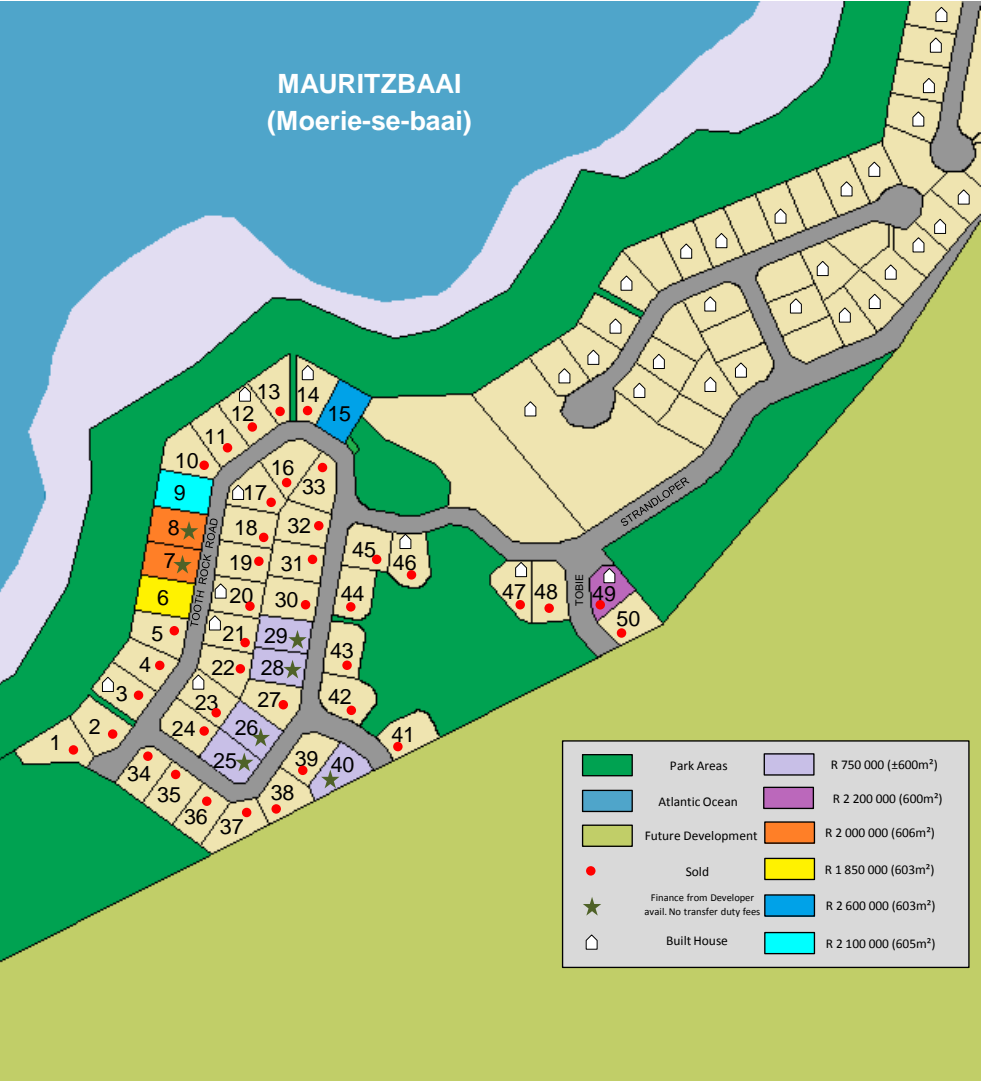 MAURITZBAAI
(Moerie-se-baai)
13
14
12
15
11
10
16
33
9
17
8
18
32
STRANDLOPER
7
19
31
45
46
TOOTH ROCK ROAD
6
20
30
44
47
48
TOBIE
49
5
21
29
50
4
22
28
43
3
23
27
42
2
24
26
1
25
41
34
39
40
35
38
36
37
Park Areas
R 750 000 (±600m²)
Atlantic Ocean
R 2 200 000 (600m²)
Future Development
R 2 000 000 (606m²)
Sold
R 1 850 000 (603m²)
Finance from Developer
avail. No transfer duty fees
R 2 600 000 (603m²)
Built House
R 2 100 000 (605m²)